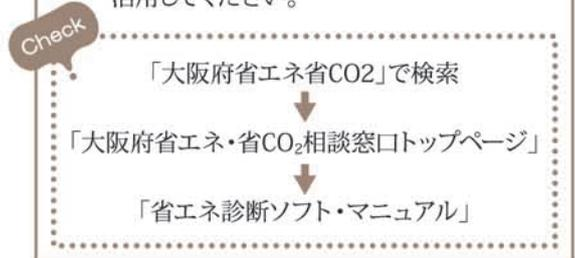 活用してください。
Check
「大阪府省エネ省CO2」で検索
「大阪府省エネ・省CO₂相談窓口トップページ」
「省エネ診断ソフト・マニュアル」